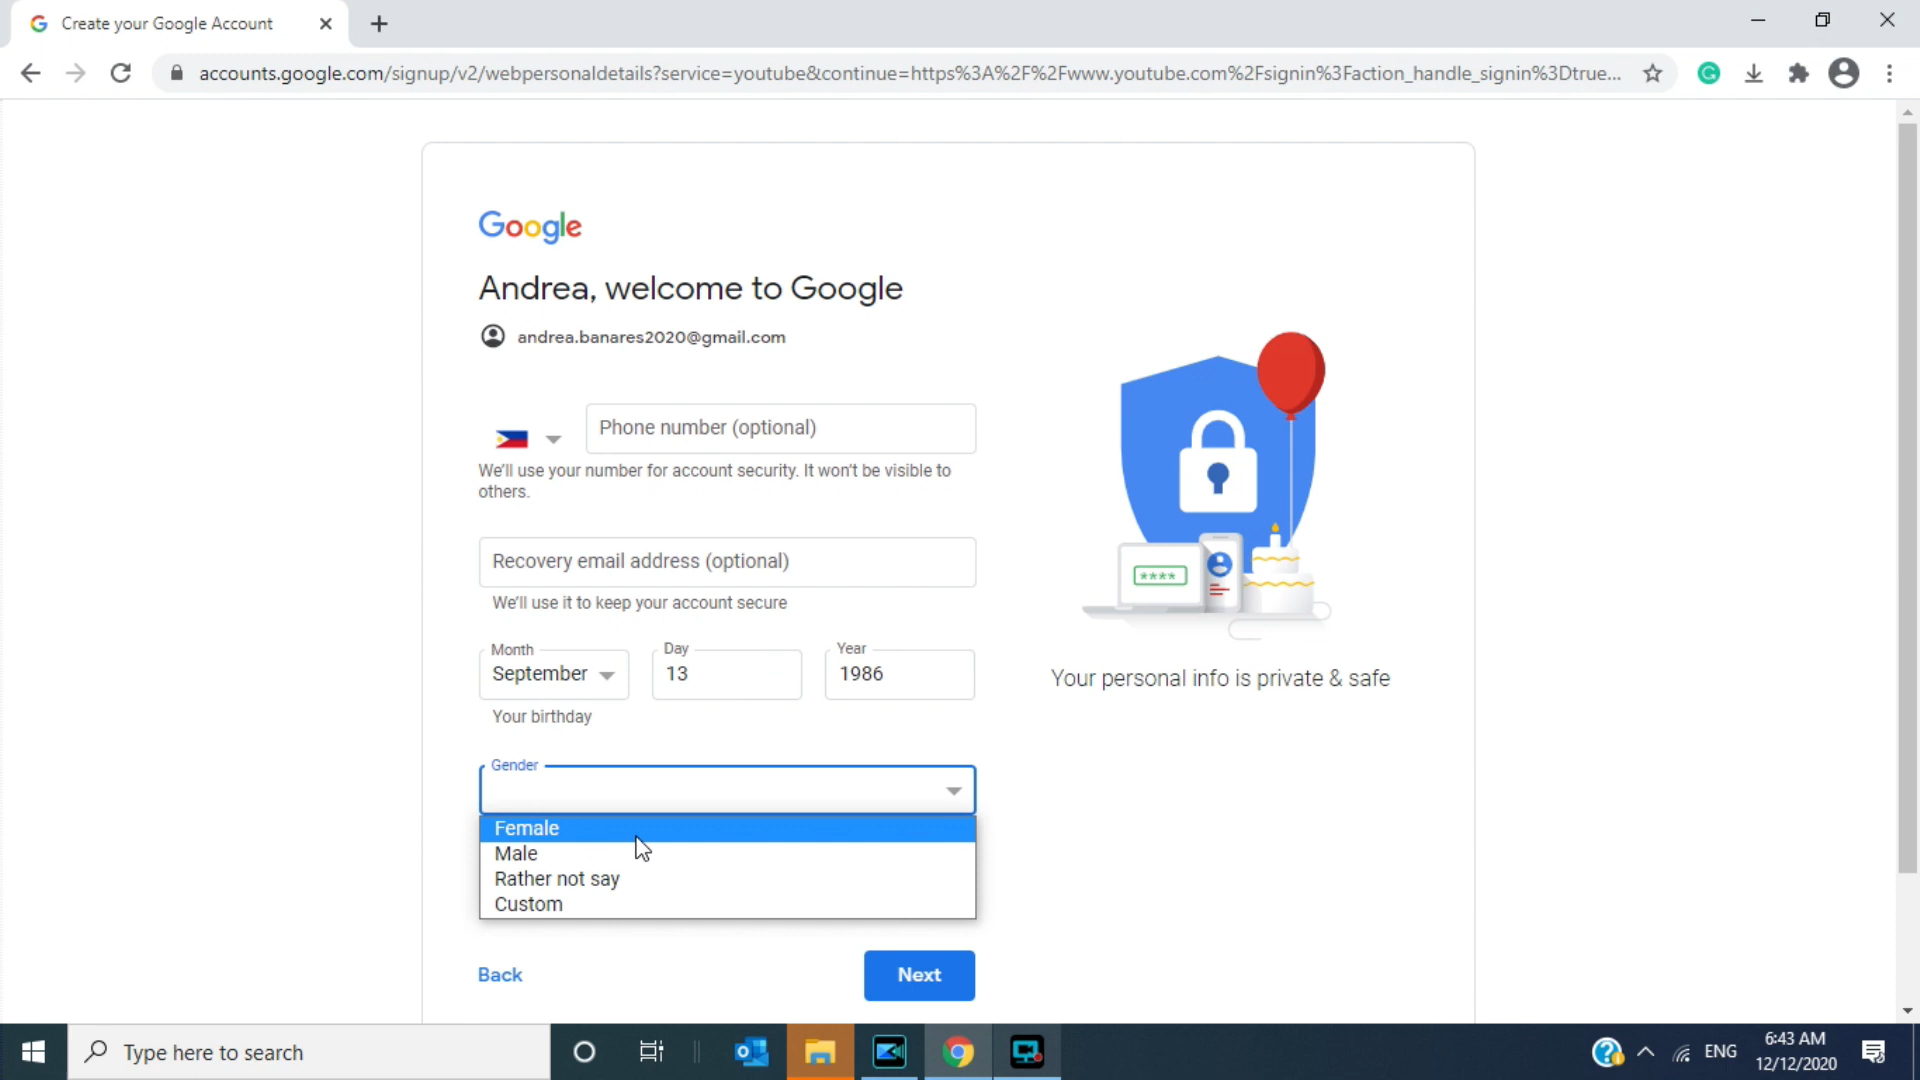 Create your Google Account
accounts.google.com/signup/v2/webpersonaldetails?service=youtube&continue=https%3A%2F%2Fwww.youtube.com%2Fsignin%3Faction_handle_signin%3Dtrue...
Google
Andrea, welcome to Google
andrea.banares2020@gmail.com
Phone number (optional)
We'll use your number for account security. It won't be visible to
others.
Recovery email address (optional)
We'll use it to keep your account secure
Month
Day
Year
September
13
1986
Your birthday
Your personal info is private & safe
****
Gender
Female
Male
Rather not say
Custom
Back
Next
Type here to search
ENG
6:43 AM
12/12/2020